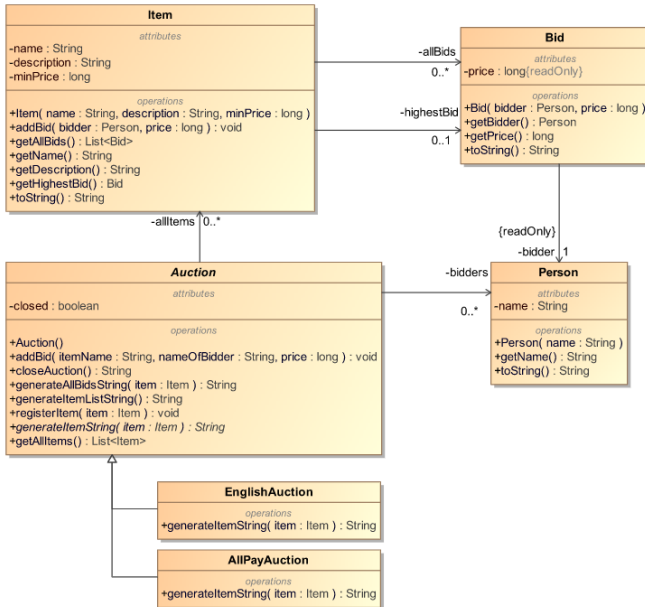 Item
attributes
-name : String
-description : String
-minPrice : long
operations
+Item( name : String, description : String, minPrice : long )
+addBid( bidder : Person, price : long ) : void
+getAllBids() : List<Bid>
+getName() : String
+getDescription() : String
+getHighestBid() : Bid
+toString() : String
-allBids
0..*
-highestBid
0..1
Bid
attributes
-price : long{readOnly}
operations
+Bid( bidder : Person, price : long )
+getBidder() : Person
+getPrice() : long
+toString() : String
-allItems 0..*
{readOnly}
-bidder 1
Auction
attributes
-closed : boolean
operations
+Auction()
+addBid( itemName : String, nameOfBidder : String, price : long ) : void
+closeAuction() : String
+generateAllBidsString( item : Item ) : String
+generateItemListString() : String
+registerItem( item : Item ) : void
+generateItemString( item : Item ) : String
+getAllItems() : List<Item>
-bidders
0..*
Person
attributes
-name : String
operations
+Person( name : String )
+getName() : String
+toString() : String
EnglishAuction
operations
+generateItemString( item : Item ) : String
AllPayAuction
operations
+generateItemString( item : Item ) : String